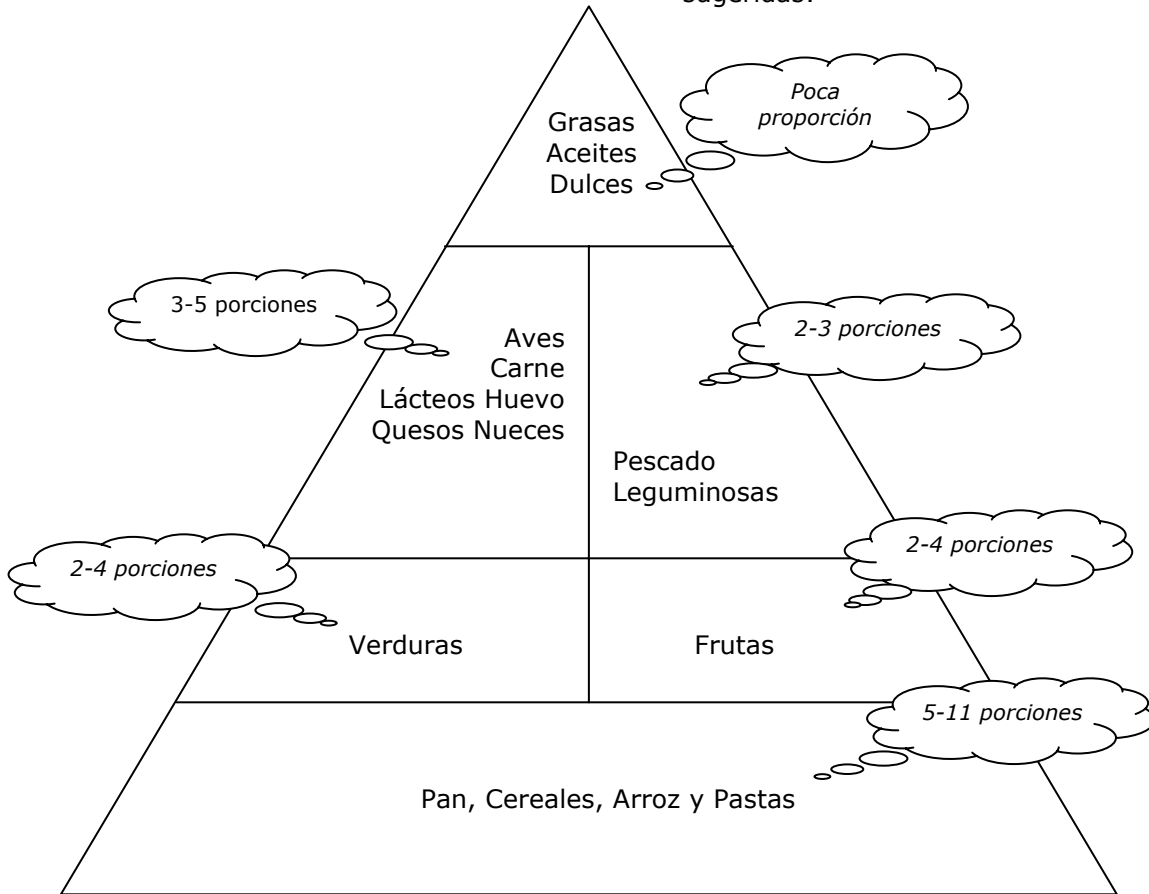 sugeridas.
Poca
proporción
Grasas
Aceites
Dulces
3-5 porciones
2-3 porciones
Aves
Carne
Lácteos Huevo
Quesos Nueces
Pescado
Leguminosas
2-4 porciones
2-4 porciones
Verduras
Frutas
5-11 porciones
Pan, Cereales, Arroz y Pastas